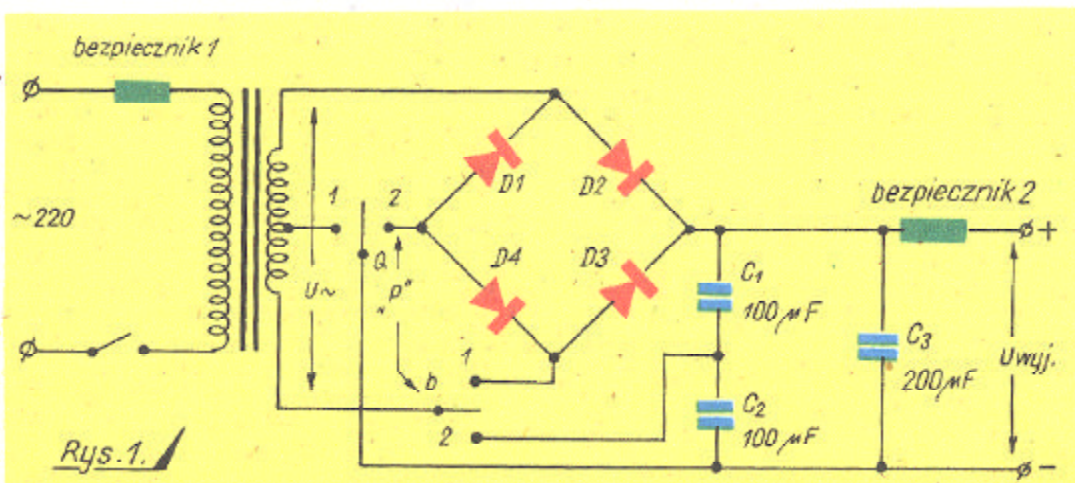 bezpiecznik 1
~220
U~
1
2
a
„p"
b
1
2
D1
D2
D3
D4
C1
100 µF
C2
100 µF
C3
200 µF
bezpiecznik 2
+
Uwyj.
-
Rys. 1.